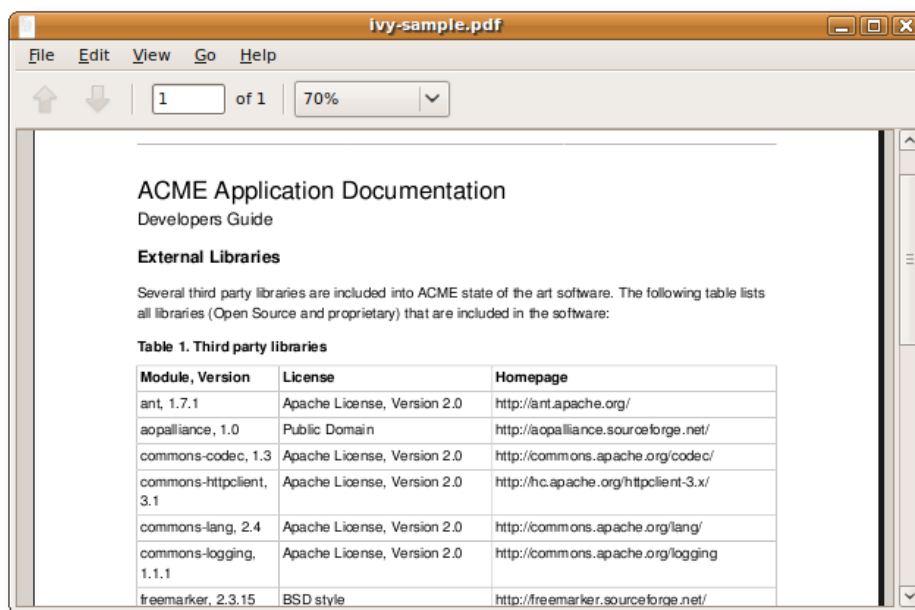 ivy-sample.pdf
File Edit View Go Help
1 of 1 70%
ACME Application Documentation
Developers Guide
External Libraries
Several third party libraries are included into ACME state of the art software. The following table lists
all libraries (Open Source and proprietary) that are included in the software:
Table 1. Third party libraries
Module, Version License Homepage
ant, 1.7.1 Apache License, Version 2.0 http://ant.apache.org/
aopalliance, 1.0 Public Domain http://aopalliance.sourceforge.net/
commons-codec, 1.3 Apache License, Version 2.0 http://commons.apache.org/codec/
commons-httpclient, Apache License, Version 2.0 http://hc.apache.org/httpclient-3.x/
3.1
commons-lang, 2.4 Apache License, Version 2.0 http://commons.apache.org/lang/
commons-logging, Apache License, Version 2.0 http://commons.apache.org/logging
1.1.1
freemarker, 2.3.15 BSD style http://freemarker.sourceforge.net/